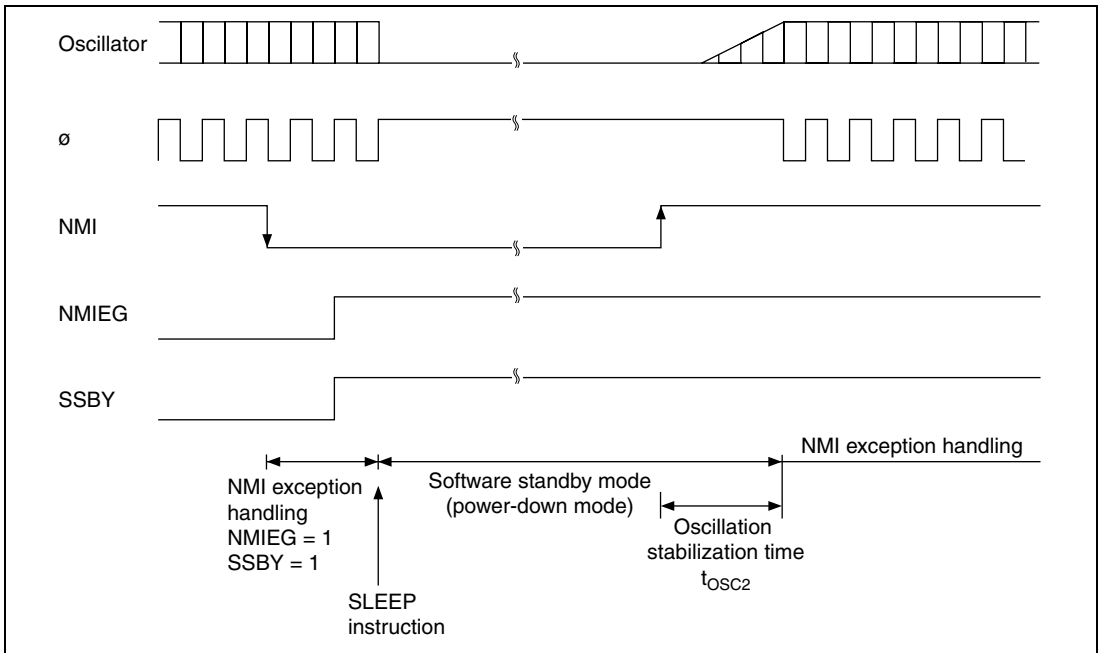 Oscillator
ø
NMI
NMIEG
SSBY
NMI exception handling
NMI exception
handling
NMIEG = 1
SSBY = 1
Software standby mode
(power-down mode)
Oscillation
stabilization time
tOSC2
SLEEP
instruction